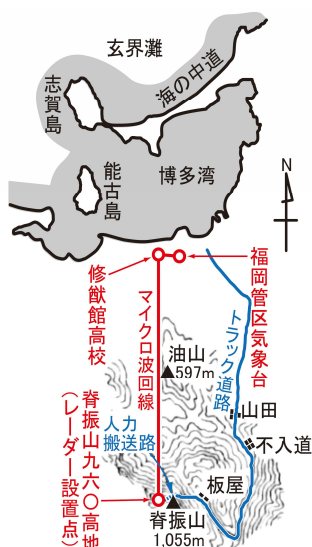 玄界灘
志賀島
海の中道
能古島
博多湾
N
修猷館高校
マイクロ波回線
福岡管区気象台
トラック道路
油山
597m
山田
不入道
人力
搬送路
板屋
脊振山
1,055m
脊振山九六〇高地
（レーダー設置点）